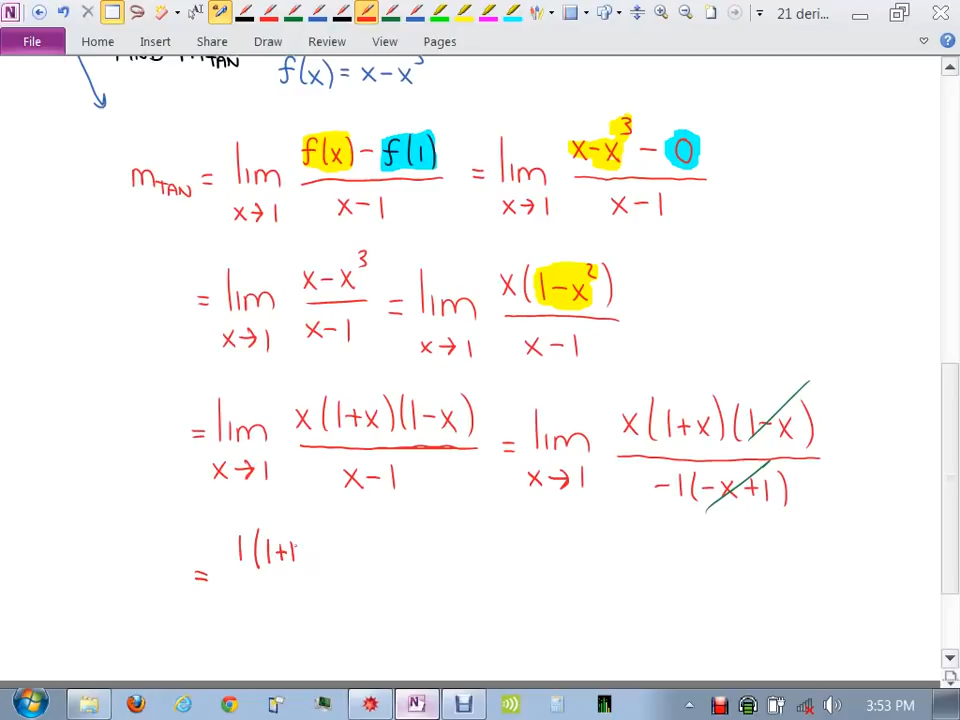 21 deri...
File Home Insert Share Draw Review View Pages
f(x) = x - x³
m_TAN = lim x→1 (f(x) - f(1))/(x - 1) = lim x→1 (x - x³ - 0)/(x - 1)
= lim x→1 (x - x³)/(x - 1) = lim x→1 x(1 - x²)/(x - 1)
= lim x→1 x(1+x)(1-x)/(x - 1) = lim x→1 x(1+x)(1-x)/-1(-x+1)
= 1(1+1
3:53 PM